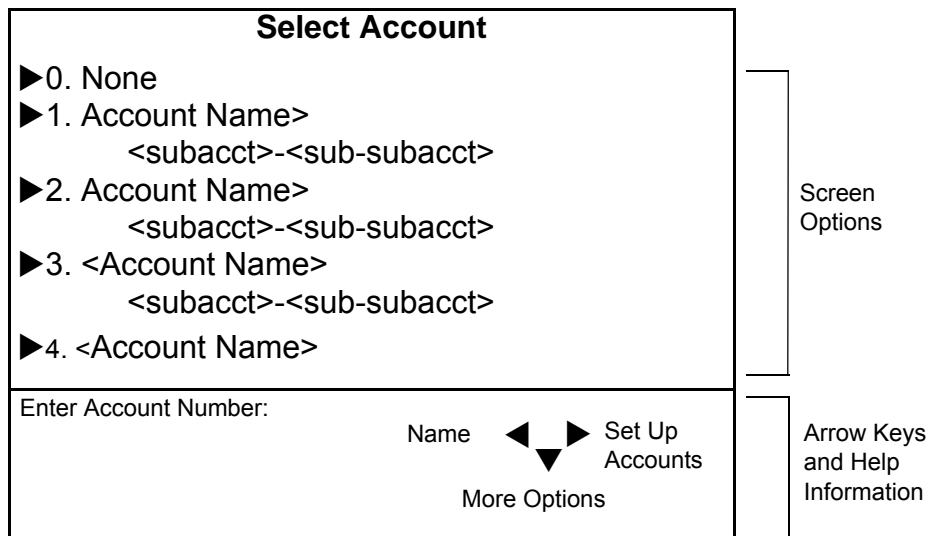 Select Account
▶0. None
▶1. Account Name>
<subacct>-<sub-subacct>
▶2. Account Name>
<subacct>-<sub-subacct>
▶3. <Account Name>
<subacct>-<sub-subacct>
▶4. <Account Name>
Screen
Options
Enter Account Number:
Name ◀ ▶ Set Up
Accounts
▼
More Options
Arrow Keys
and Help
Information